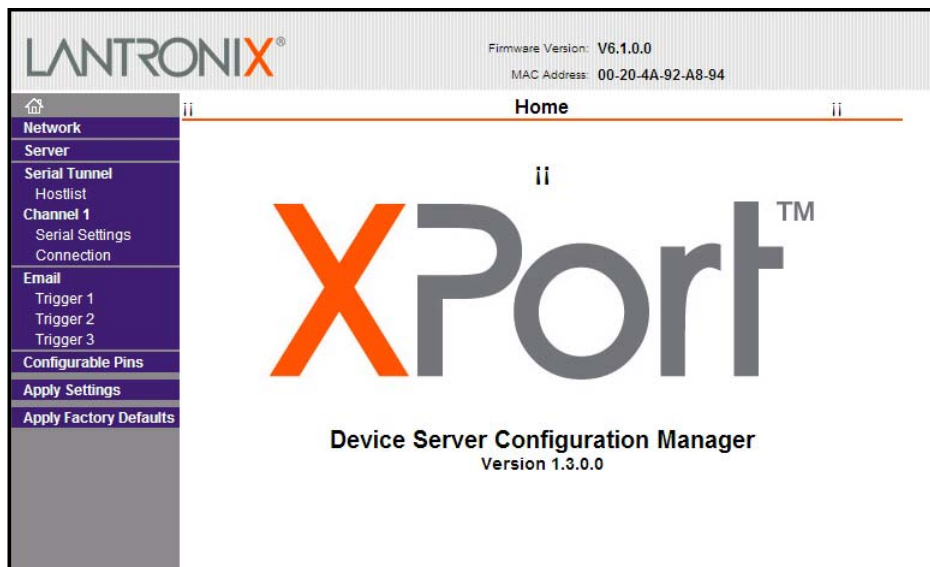 LANTRONIX®
Firmware Version: V6.1.0.0
MAC Address: 00-20-4A-92-A8-94
¡¡ Home ¡¡
Network
Server
Serial Tunnel
Hostlist
Channel 1
Serial Settings
Connection
Email
Trigger 1
Trigger 2
Trigger 3
Configurable Pins
Apply Settings
Apply Factory Defaults
¡¡
XPort™
Device Server Configuration Manager
Version 1.3.0.0